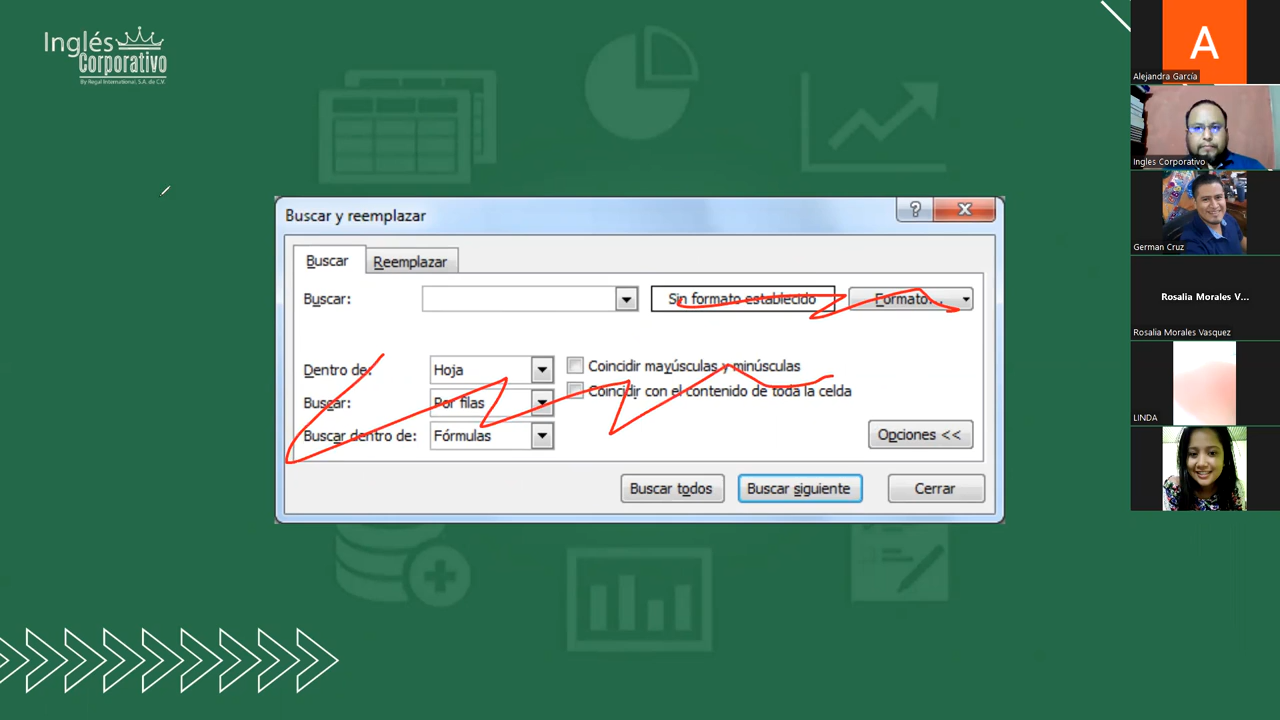 Inglés
Corporativo
By Regal International, S.A. de C.V.
Buscar y reemplazar
?
Buscar
Reemplazar
Buscar:
Sin formato establecido
Formato...
Dentro de:
Hoja
Coincidir mayúsculas y minúsculas
Buscar:
Por filas
Coincidir con el contenido de toda la celda
Buscar dentro de:
Fórmulas
Opciones <<
Buscar todos
Buscar siguiente
Cerrar
A
Alejandra García
Ingles Corporativo
German Cruz
Rosalia Morales V...
Rosalia Morales Vasquez
LINDA